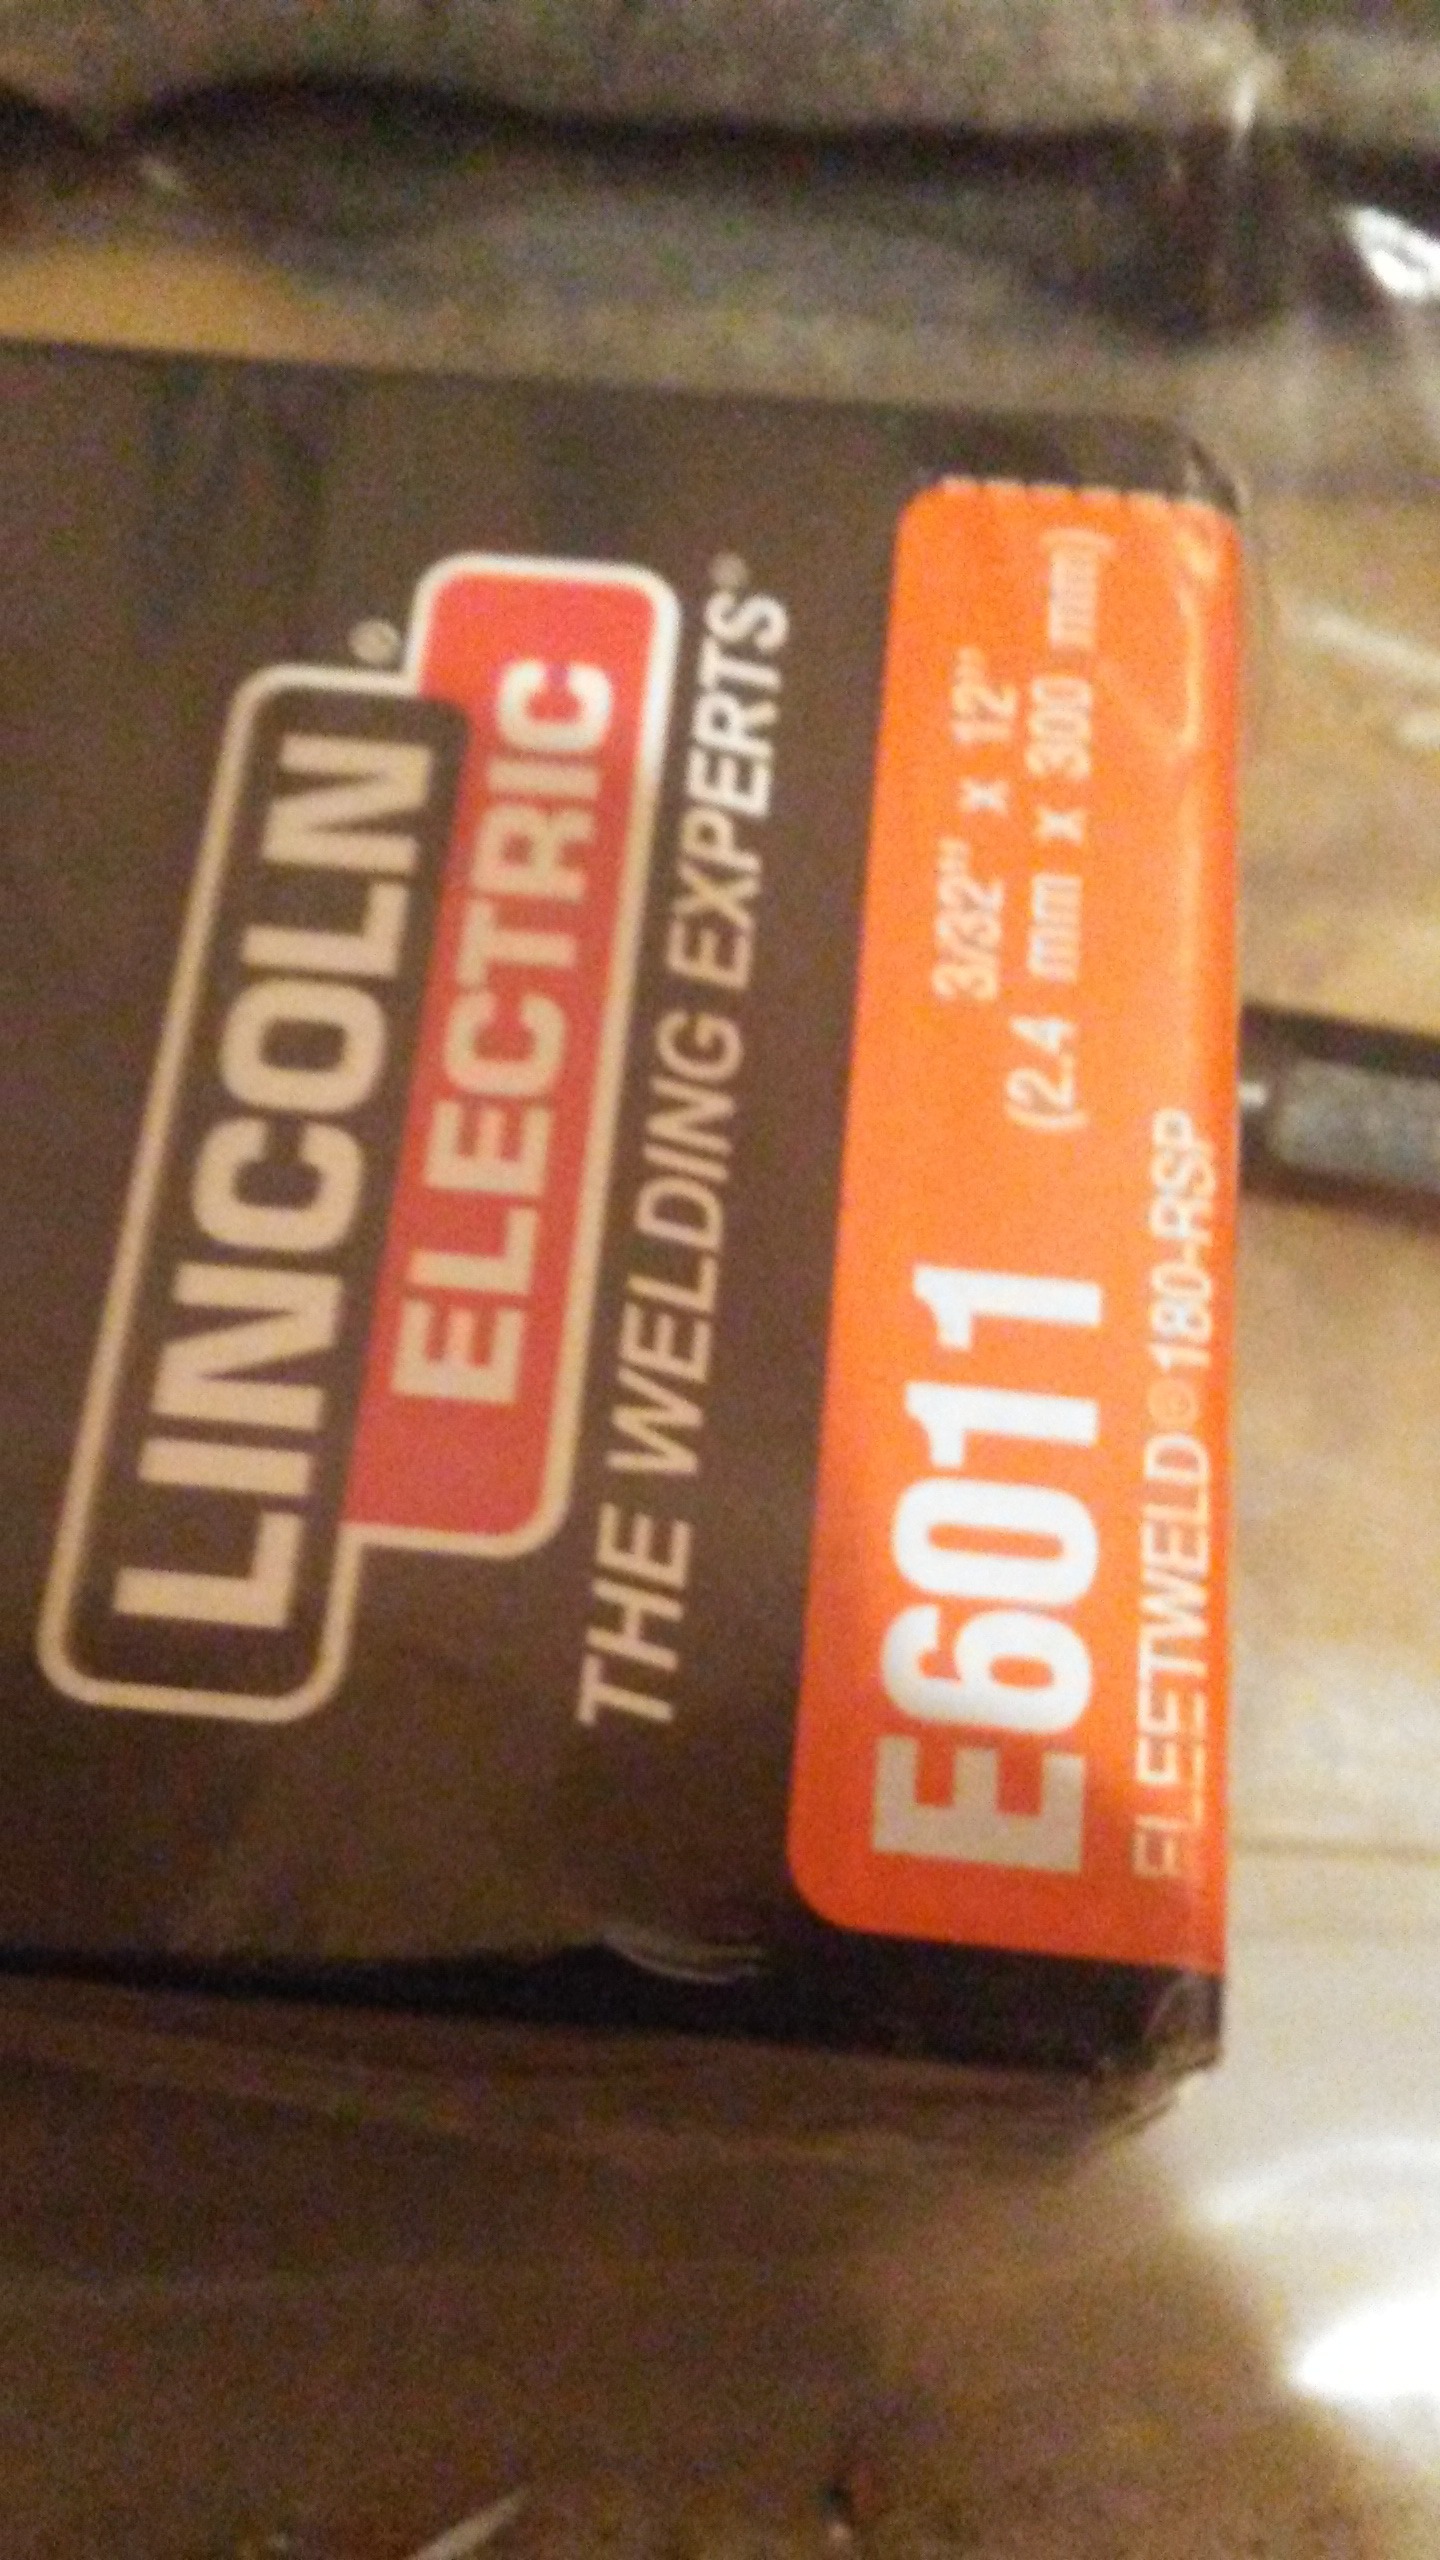 LINCOLN®
ELECTRIC
THE WELDING EXPERTS®
E6011
3/32" x 12"
(2.4 mm x 300 mm)
FLEETWELD® 180-RSP